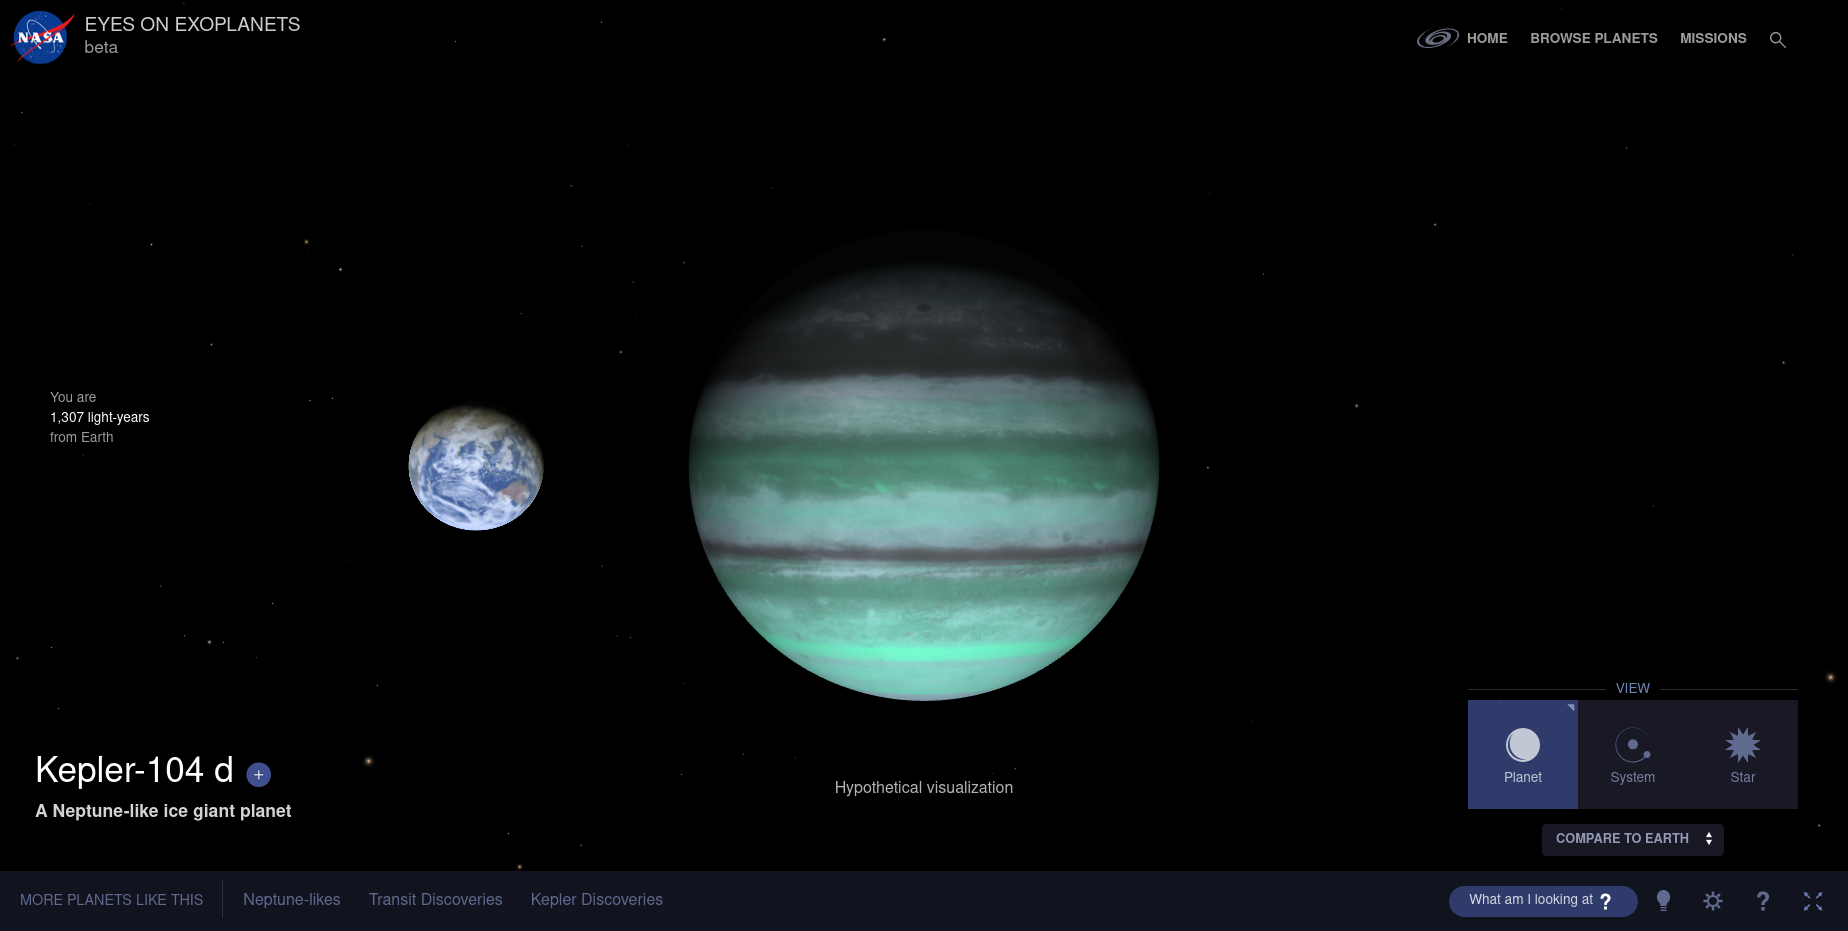 NASA
EYES ON EXOPLANETS
beta
HOME
BROWSE PLANETS
MISSIONS
You are
1,307 light-years
from Earth
Kepler-104 d +
A Neptune-like ice giant planet
Hypothetical visualization
VIEW
Planet
System
Star
COMPARE TO EARTH
MORE PLANETS LIKE THIS
Neptune-likes
Transit Discoveries
Kepler Discoveries
What am I looking at ?
?